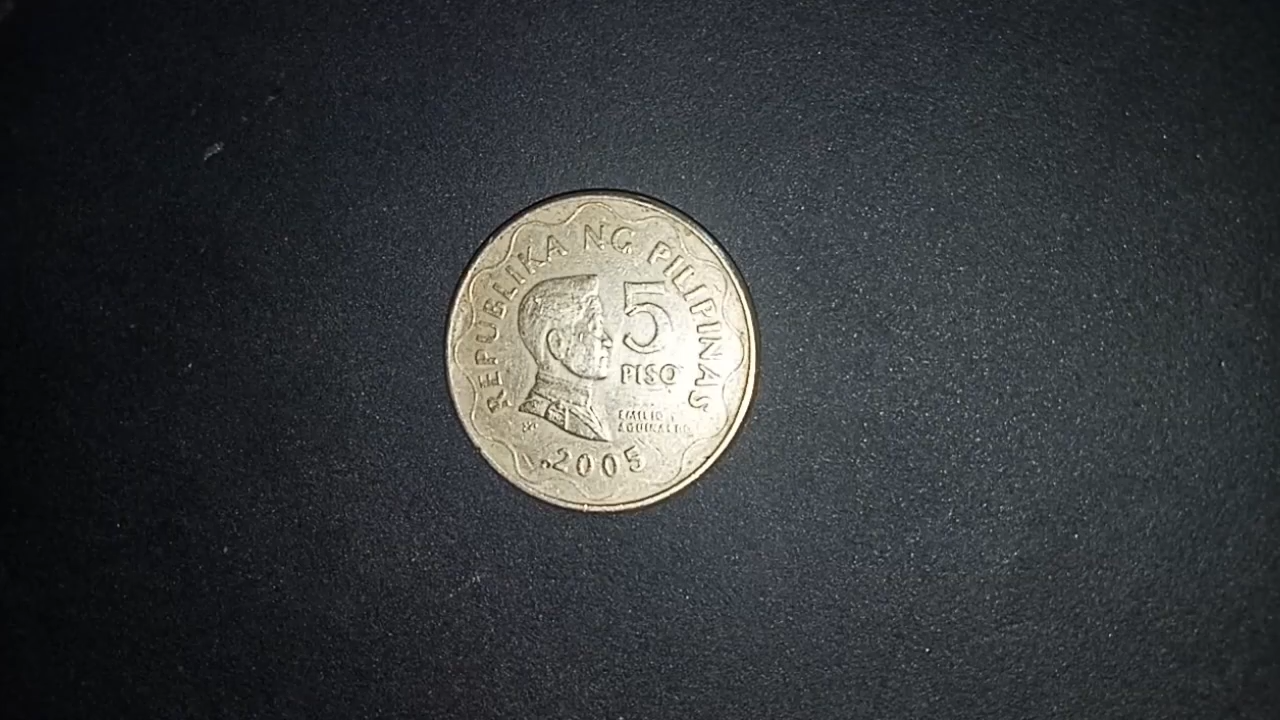 REPUBLIKA NG PILIPINAS
5
PISO
EMILIO
AGUINALDO
2005